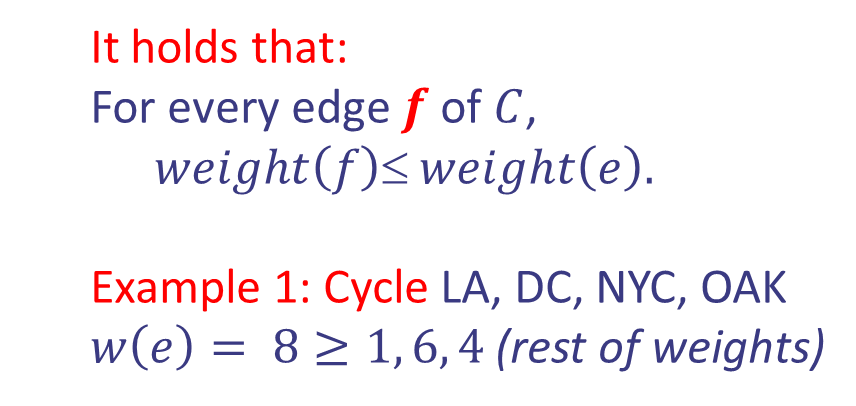 It holds that:
For every edge f of C,
weight(f)≤ weight(e).
Example 1: Cycle LA, DC, NYC, OAK
w(e) = 8 ≥ 1, 6, 4 (rest of weights)